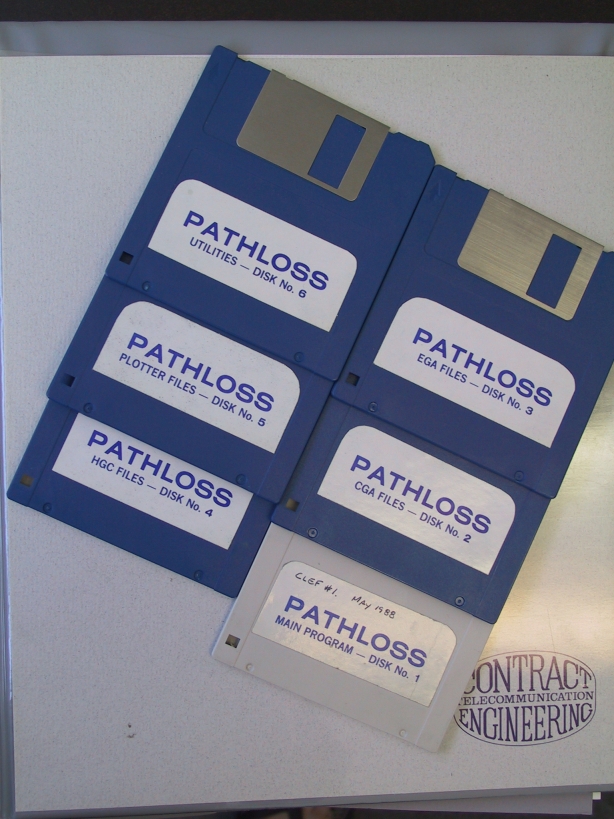 PATHLOSS
UTILITIES — DISK No. 6
PATHLOSS
PLOTTER FILES — DISK No. 5
PATHLOSS
HGC FILES — DISK No. 4
PATHLOSS
EGA FILES — DISK No. 3
PATHLOSS
CGA FILES — DISK No. 2
CLEF #1. MAY 1988
PATHLOSS
MAIN PROGRAM — DISK No. 1
CONTRACT
TELECOMMUNICATION
ENGINEERING